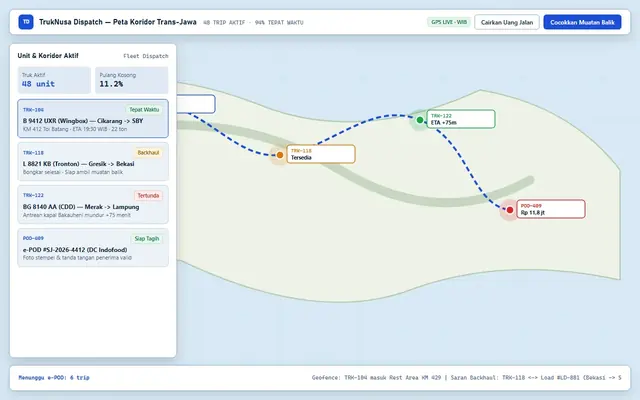 TD TrukNusa Dispatch — Peta Koridor Trans-Jawa 48 TRIP AKTIF · 94% TEPAT WAKTU GPS LIVE · WIB Cairkan Uang Jalan Cocokkan Muatan Balik
Unit & Koridor Aktif Fleet Dispatch
Truk Aktif
48 unit
Pulang Kosong
11.2%
TRK-104 Tepat Waktu
B 9412 UXR (Wingbox) — Cikarang -> SBY
KM 412 Tol Batang · ETA 19:30 WIB · 22 ton
TRK-118 Backhaul
L 8821 KB (Tronton) — Gresik -> Bekasi
Bongkar selesai · Siap ambil muatan balik
TRK-122 Tertunda
BG 8140 AA (CDD) — Merak -> Lampung
Antrean kapal Bakauheni mundur +75 menit
POD-409 Siap Tagih
e-POD #SJ-2026-4412 (DC Indofood)
Foto stempel & tanda tangan penerima valid
TRK-118
Tersedia
TRK-122
ETA +75m
POD-409
Rp 11,8 jt
Menunggu e-POD: 6 trip Geofence: TRK-104 masuk Rest Area KM 429 | Saran Backhaul: TRK-118 <-> Load #LD-881 (Bekasi -> S